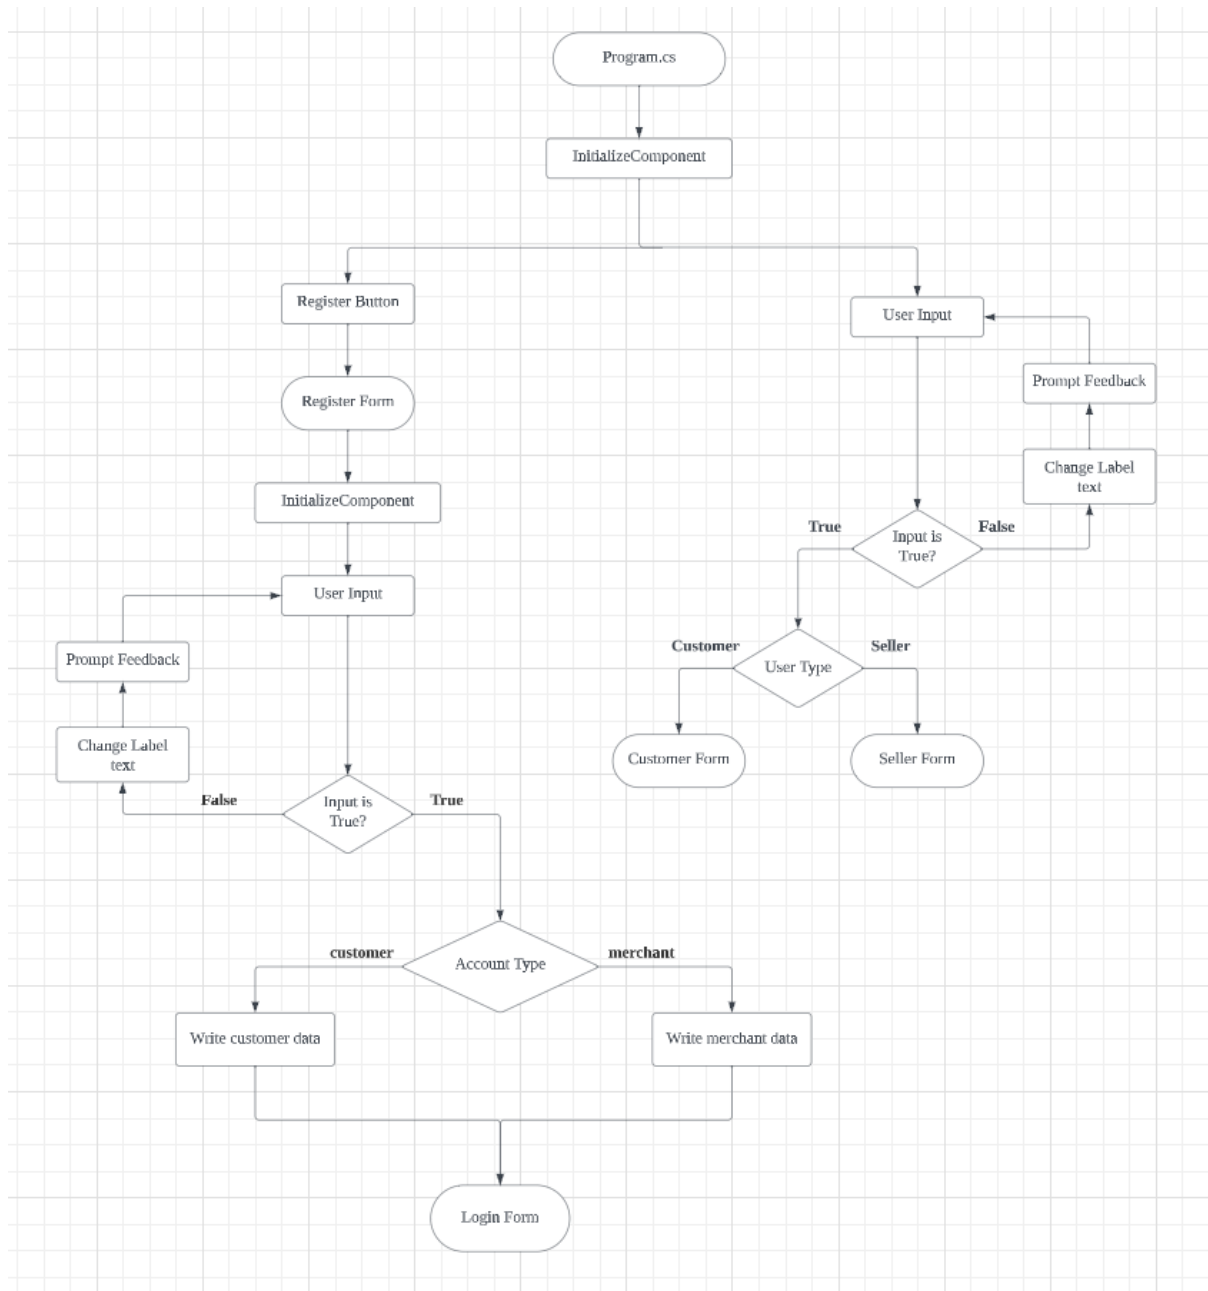 Program.cs
InitializeComponent
Register Button
User Input
Register Form
Prompt Feedback
Change Label
text
InitializeComponent
True
False
Input is
True?
User Input
Customer
Seller
User Type
Prompt Feedback
Change Label
text
Customer Form
Seller Form
False
True
Input is
True?
customer
merchant
Account Type
Write customer data
Write merchant data
Login Form